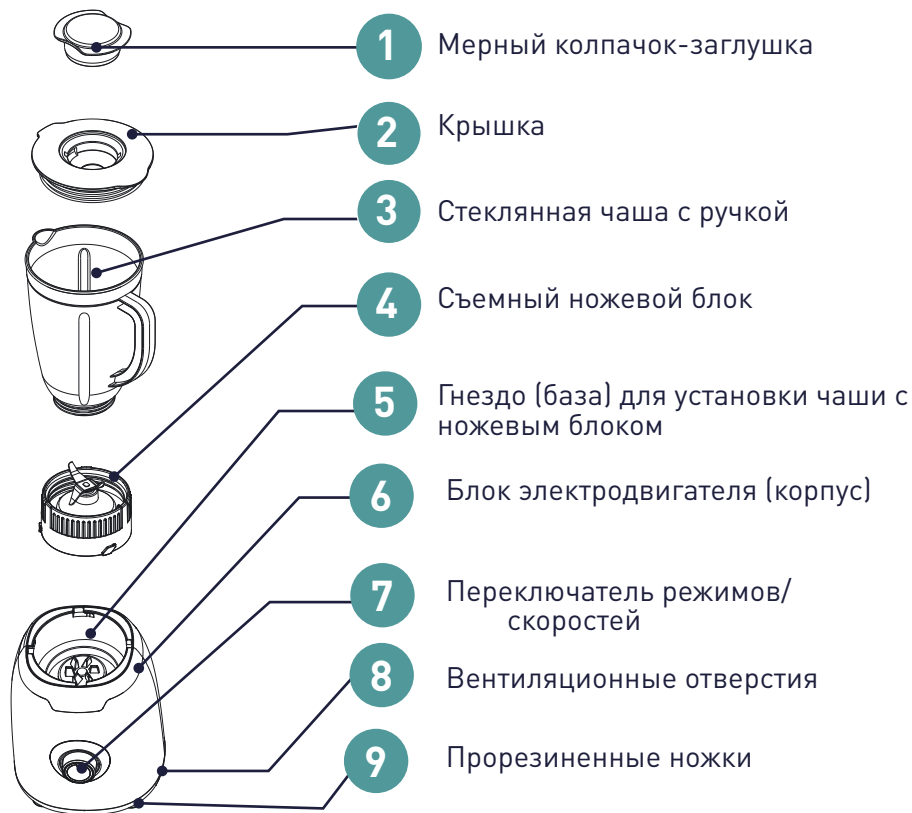 1 Мерный колпачок-заглушка
2 Крышка
3 Стеклянная чаша с ручкой
4 Съемный ножевой блок
5 Гнездо (база) для установки чаши с
ножевым блоком
6 Блок электродвигателя (корпус)
7 Переключатель режимов/
скоростей
8 Вентиляционные отверстия
9 Прорезиненные ножки